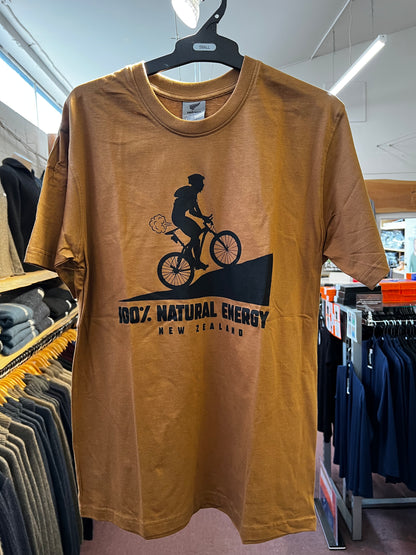 SMALL
100% NATURAL ENERGY
NEW ZEALAND